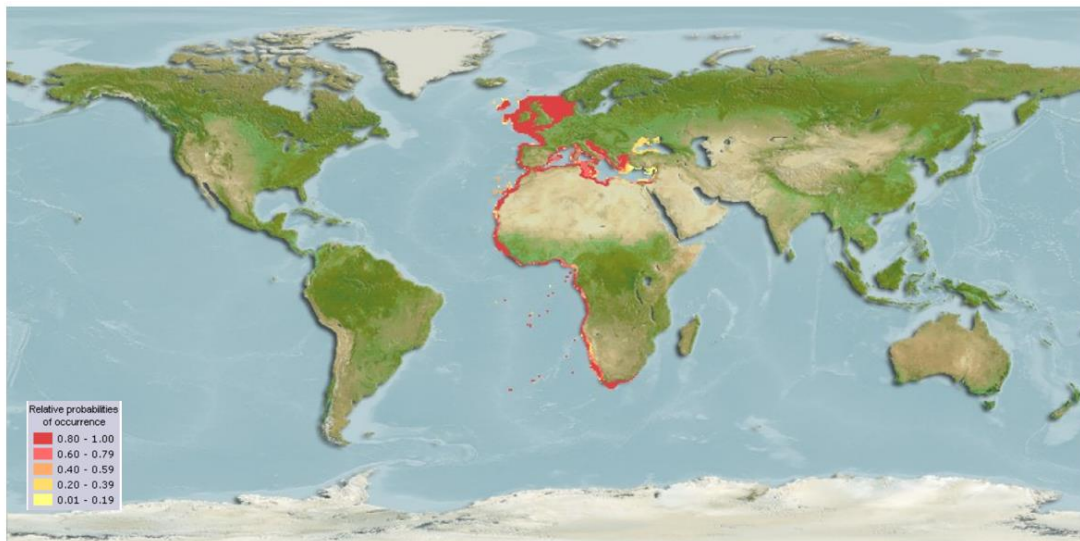 Relative probabilities
of occurrence
0.80 - 1.00
0.60 - 0.79
0.40 - 0.59
0.20 - 0.39
0.01 - 0.19